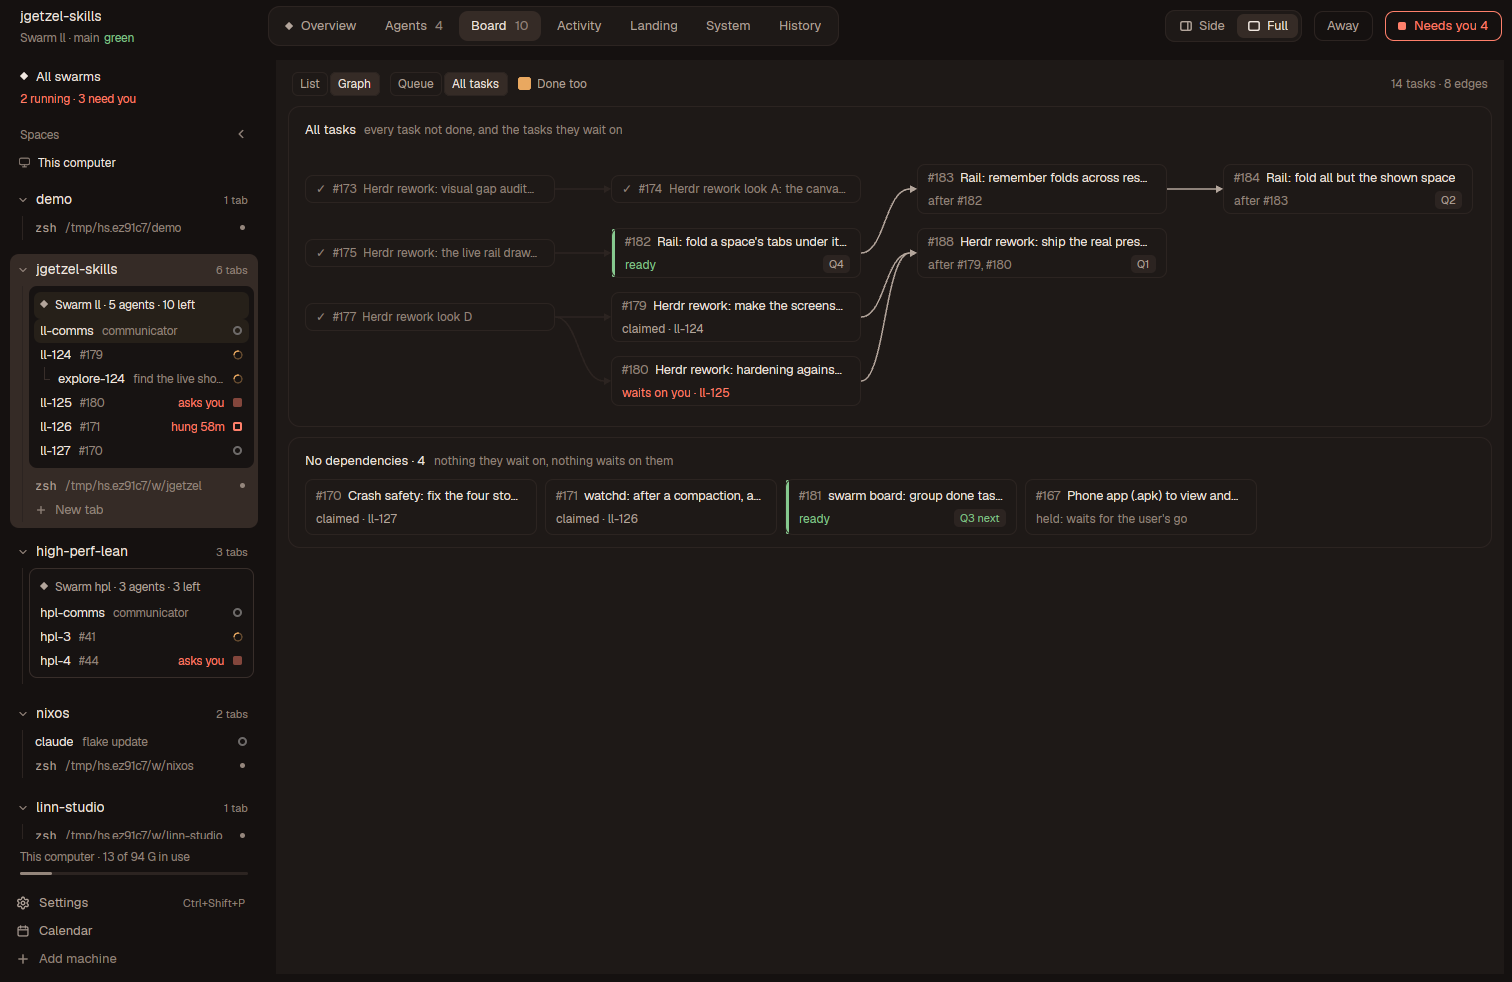 jgetzel-skills
Swarm ll · main green
Overview
Agents 4
Board 10
Activity
Landing
System
History
Side
Full
Away
Needs you 4
All swarms
2 running · 3 need you
Spaces
This computer
demo 1 tab
zsh /tmp/hs.ez91c7/demo
jgetzel-skills 6 tabs
Swarm ll · 5 agents · 10 left
ll-comms communicator
ll-124 #179
explore-124 find the live sho...
ll-125 #180 asks you
ll-126 #171 hung 58m
ll-127 #170
zsh /tmp/hs.ez91c7/w/jgetzel
+ New tab
high-perf-lean 3 tabs
Swarm hpl · 3 agents · 3 left
hpl-comms communicator
hpl-3 #41
hpl-4 #44 asks you
nixos 2 tabs
claude flake update
zsh /tmp/hs.ez91c7/w/nixos
linn-studio 1 tab
zsh /tmp/hs.ez91c7/w/linn-studio
This computer · 13 of 94 G in use
Settings Ctrl+Shift+P
Calendar
+ Add machine
List
Graph
Queue
All tasks
Done too
14 tasks · 8 edges
All tasks every task not done, and the tasks they wait on
✓ #173 Herdr rework: visual gap audit...
✓ #174 Herdr rework look A: the canva...
#183 Rail: remember folds across res...
after #182
#184 Rail: fold all but the shown space
after #183 Q2
✓ #175 Herdr rework: the live rail draw...
#182 Rail: fold a space's tabs under it...
ready Q4
#188 Herdr rework: ship the real pres...
after #179, #180 Q1
✓ #177 Herdr rework look D
#179 Herdr rework: make the screens...
claimed · ll-124
#180 Herdr rework: hardening agains...
waits on you · ll-125
No dependencies · 4 nothing they wait on, nothing waits on them
#170 Crash safety: fix the four sto...
claimed · ll-127
#171 watchd: after a compaction, a...
claimed · ll-126
#181 swarm board: group done tas...
ready Q3 next
#167 Phone app (.apk) to view and...
held: waits for the user's go